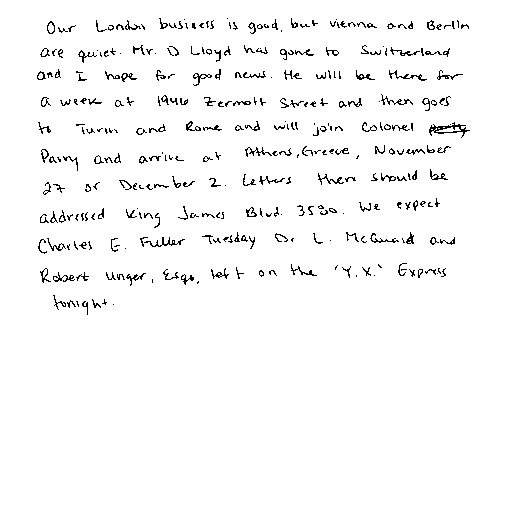 Our London business is good, but Vienna and Berlin
are quiet. Mr. D Lloyd has gone to Switzerland
and I hope for good news. He will be there for
a week at 1946 Zermott Street and then goes
to Turin and Rome and will join Colonel
Parry and arrive at Athens, Greece, November
27 or December 2. Letters there should be
addressed King James Blvd. 3580. We expect
Charles E. Fuller Tuesday Dr L. McQuaid and
Robert Unger, Esq., left on the 'Y.X.' Express
tonight.